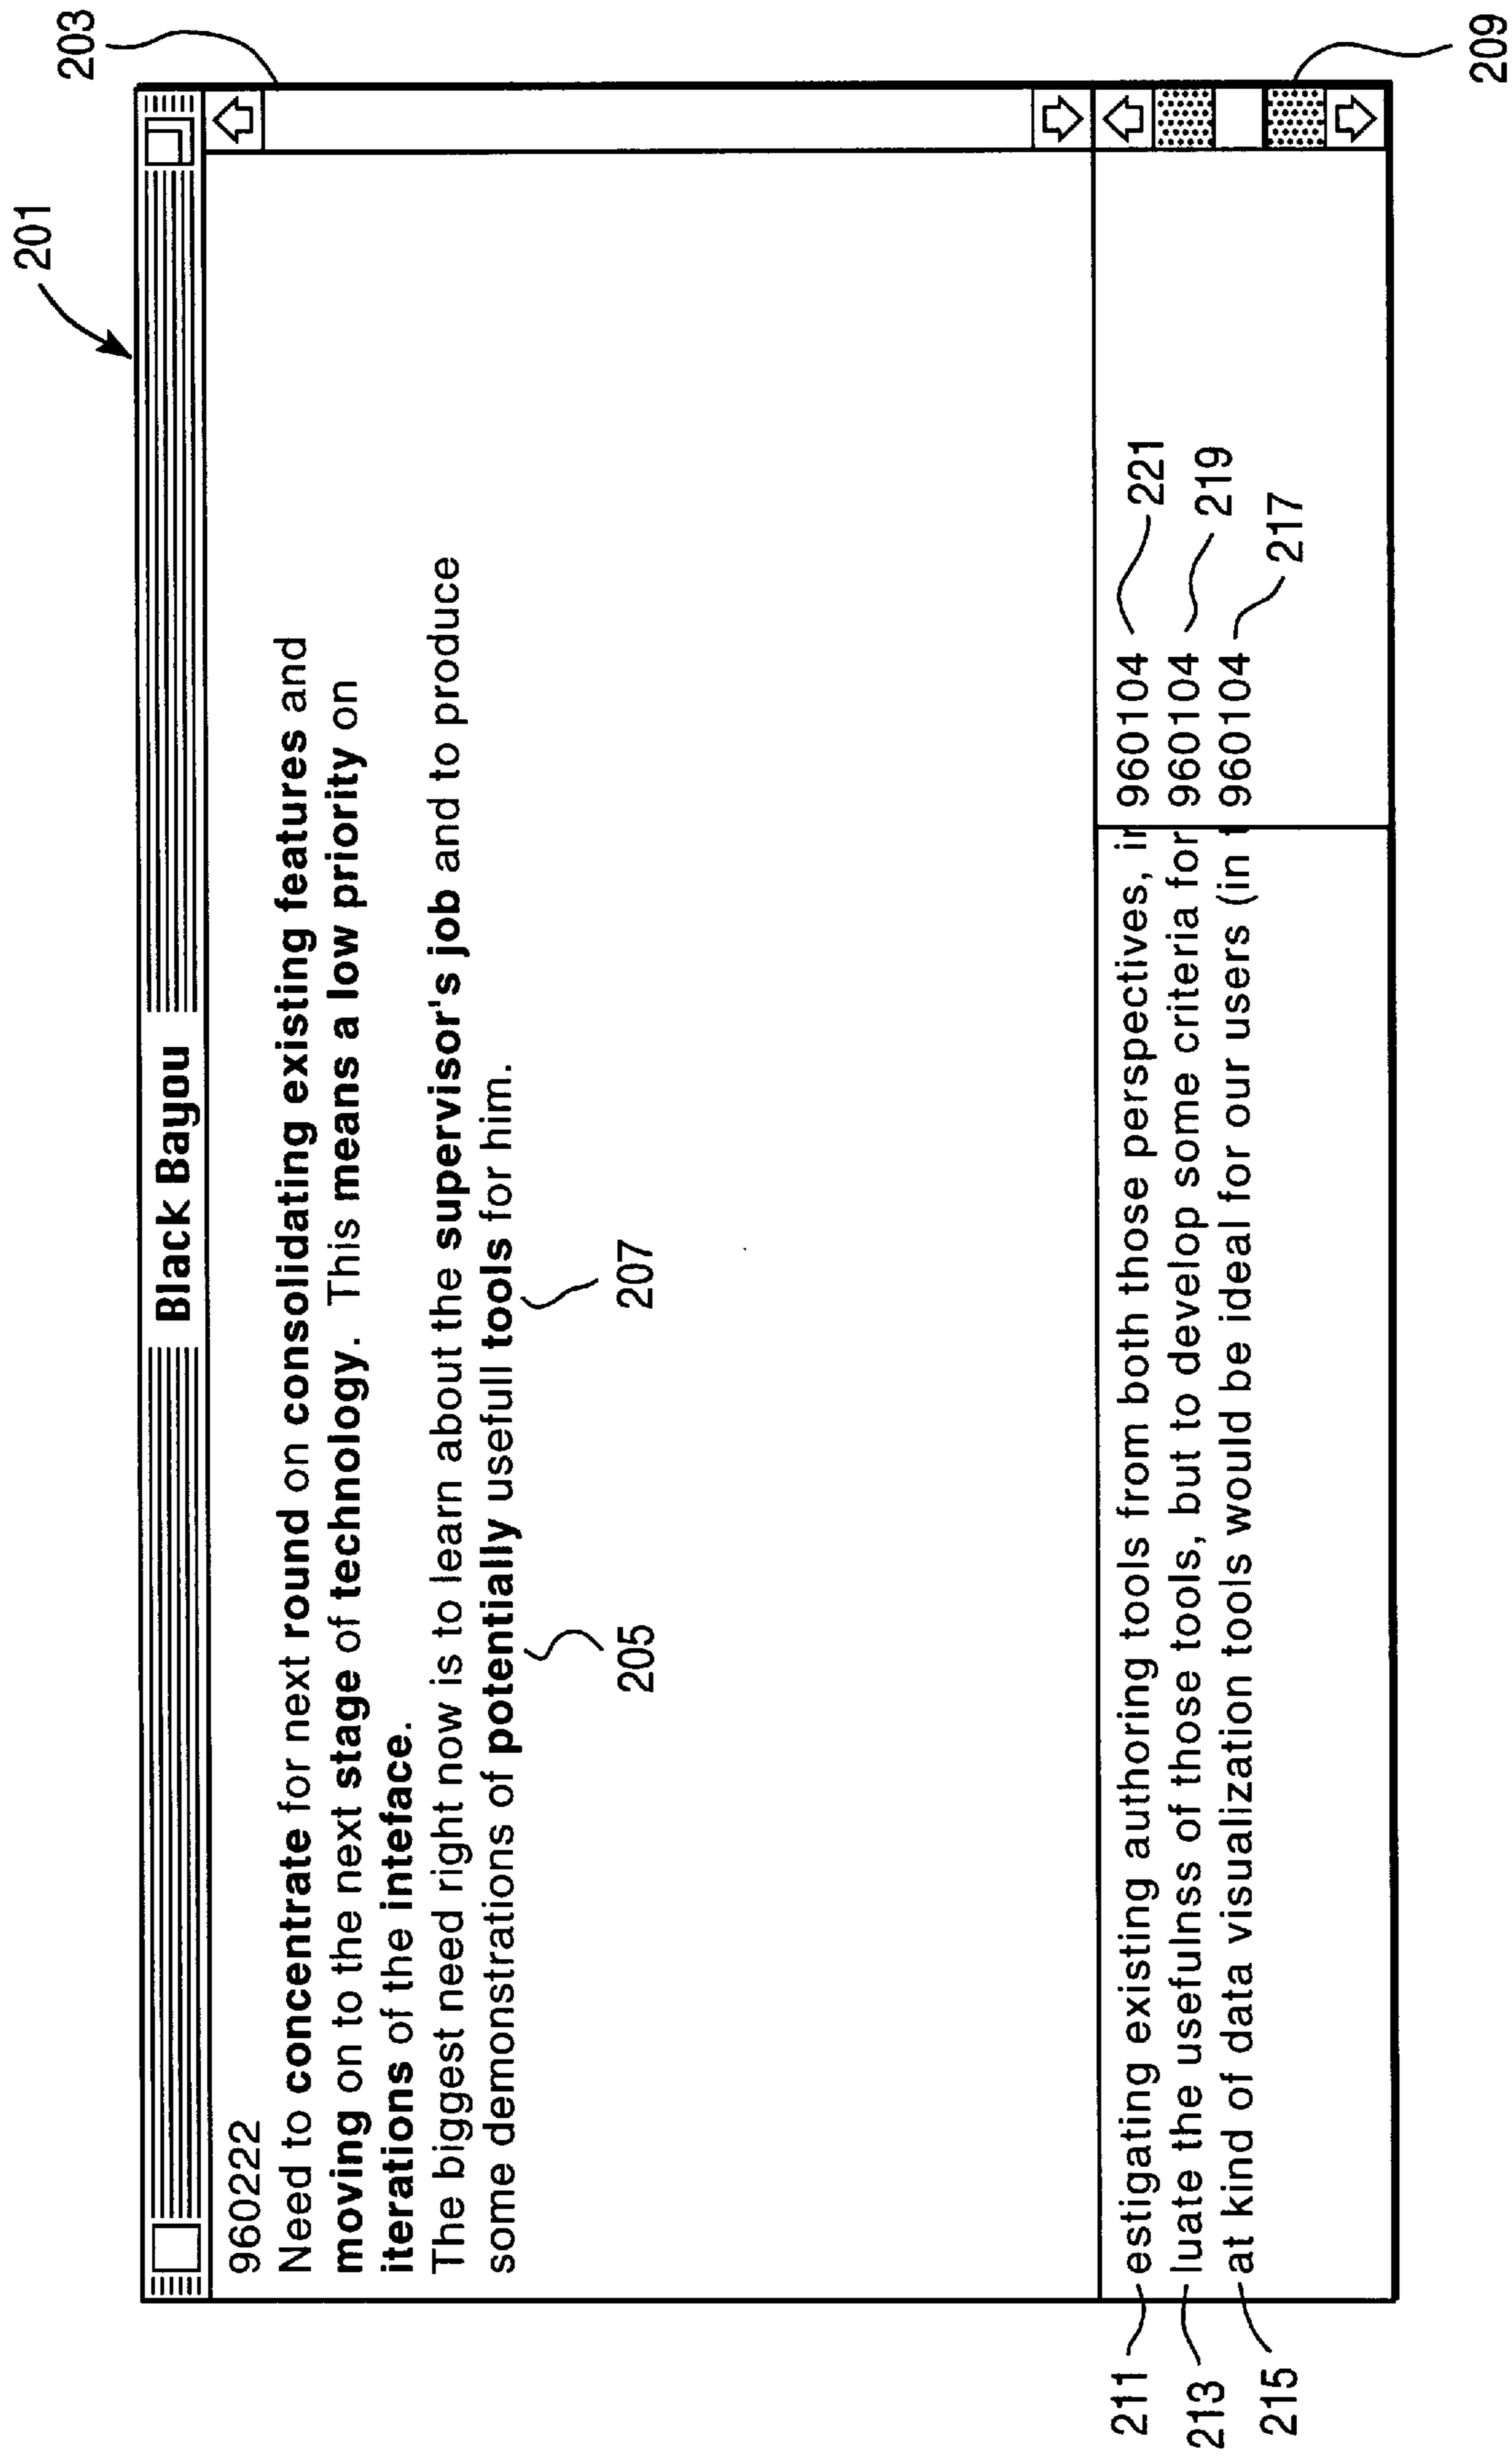 201
203
Black Bayou
960222
Need to concentrate for next round on consolidating existing features and
moving on to the next stage of technology. This means a low priority on
iterations of the inteface.
The biggest need right now is to learn about the supervisor's job and to produce
some demonstrations of potentially usefull tools for him.
205
207
211
estigating existing authoring tools from both those perspectives, in
960104
221
213
luate the usefulnss of those tools, but to develop some criteria for
960104
219
215
at kind of data visualization tools would be ideal for our users (in t
960104
217
209